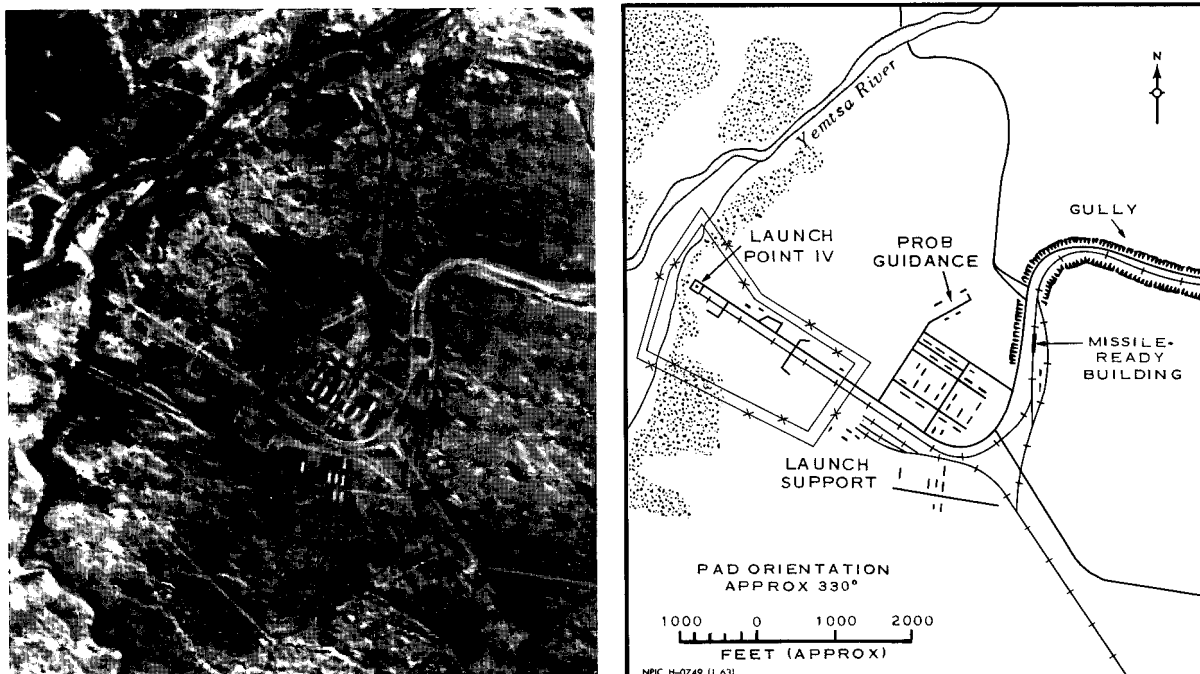 N
Yemtsa River
GULLY
LAUNCH
POINT IV
PROB
GUIDANCE
MISSILE-
READY
BUILDING
LAUNCH
SUPPORT
PAD ORIENTATION
APPROX 330°
1000 0 1000 2000
FEET (APPROX)
NPIC H-0749 (1 63)